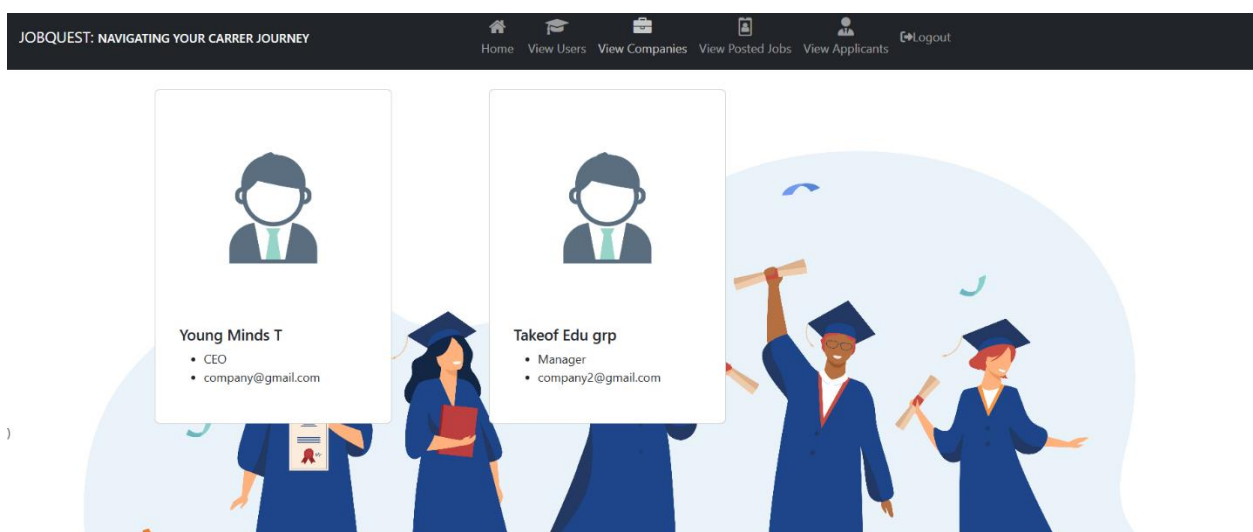 JOBQUEST: NAVIGATING YOUR CARRER JOURNEY
Home View Users View Companies View Posted Jobs View Applicants Logout
Young Minds T
• CEO
• company@gmail.com
Takeof Edu grp
• Manager
• company2@gmail.com
)